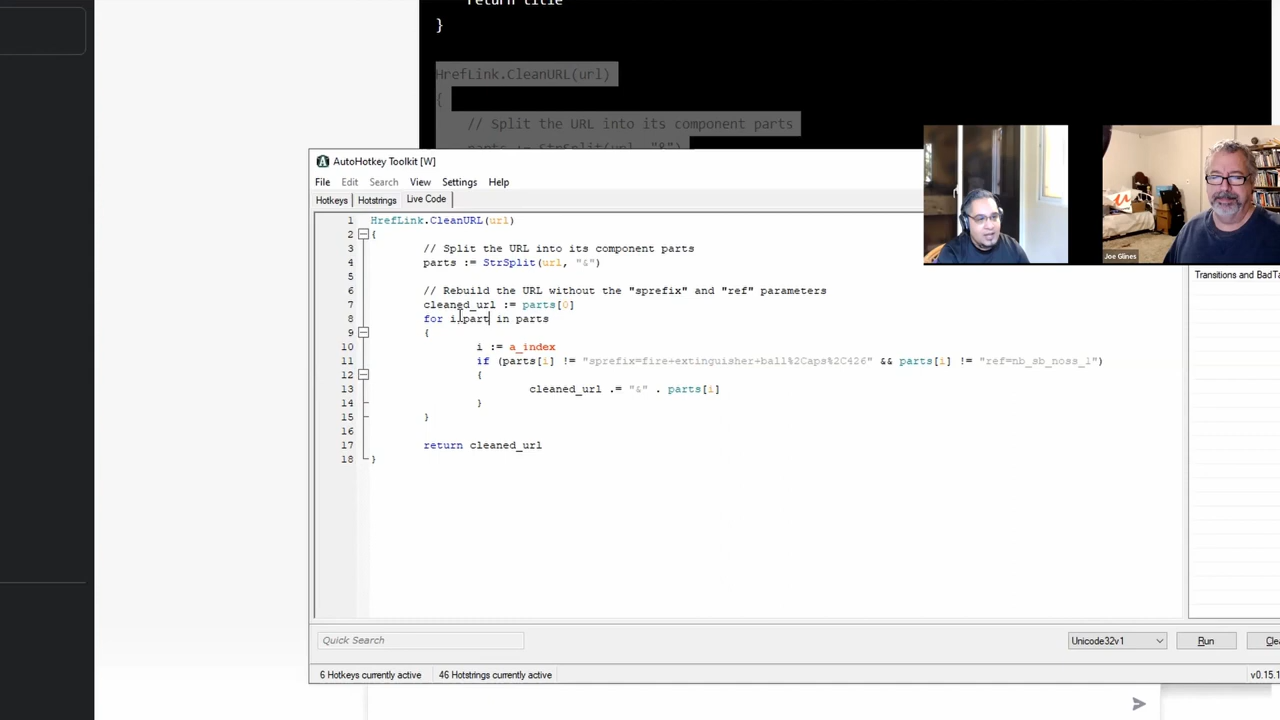 return title
}
HrefLink.CleanURL(url)
{
// Split the URL into its component parts
parts := StrSplit(url, "&")
AutoHotkey Toolkit [W]
File Edit Search View Settings Help
Hotkeys Hotstrings Live Code
1 HrefLink.CleanURL(url)
2 {
3 // Split the URL into its component parts
4 parts := StrSplit(url, "&")
5
6 // Rebuild the URL without the "sprefix" and "ref" parameters
7 cleaned_url := parts[0]
8 for i,part in parts
9 {
10 i := a_index
11 if (parts[i] != "sprefix=fire+extinguisher+ball%2Caps%2C426" && parts[i] != "ref=nb_sb_noss_1")
12 {
13 cleaned_url .= "&" . parts[i]
14 }
15 }
16
17 return cleaned_url
18 }
Joe Glines
Transitions and BadTa
Quick Search
Unicode32v1 Run Clea
6 Hotkeys currently active 46 Hotstrings currently active v0.15.1